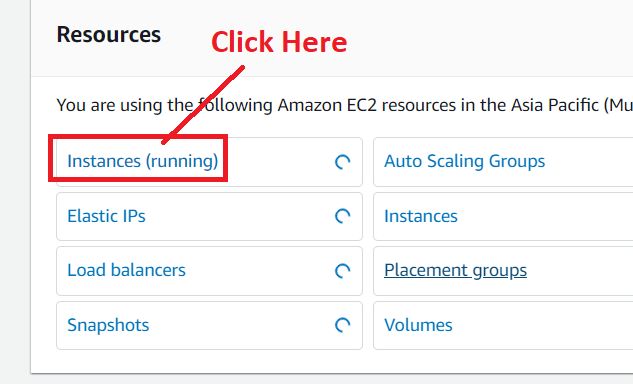 Resources
Click Here
You are using the following Amazon EC2 resources in the Asia Pacific (Mu
Instances (running)
Auto Scaling Groups
Elastic IPs
Instances
Load balancers
Placement groups
Snapshots
Volumes